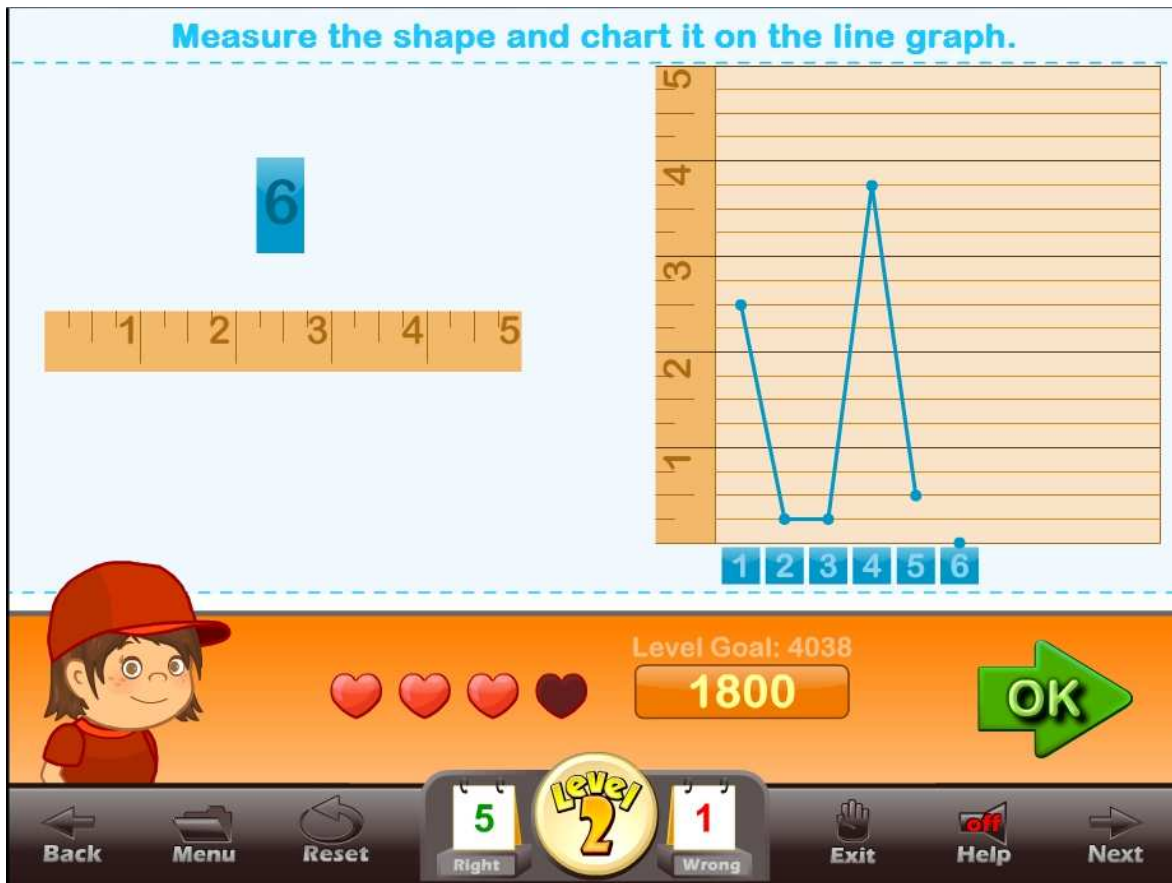 Measure the shape and chart it on the line graph.
6
1 2 3 4 5
5
4
3
2
1
1 2 3 4 5 6
Level Goal: 4038
1800
OK
5 Level 2 1
Right Wrong
Back Menu Reset Exit off Help Next